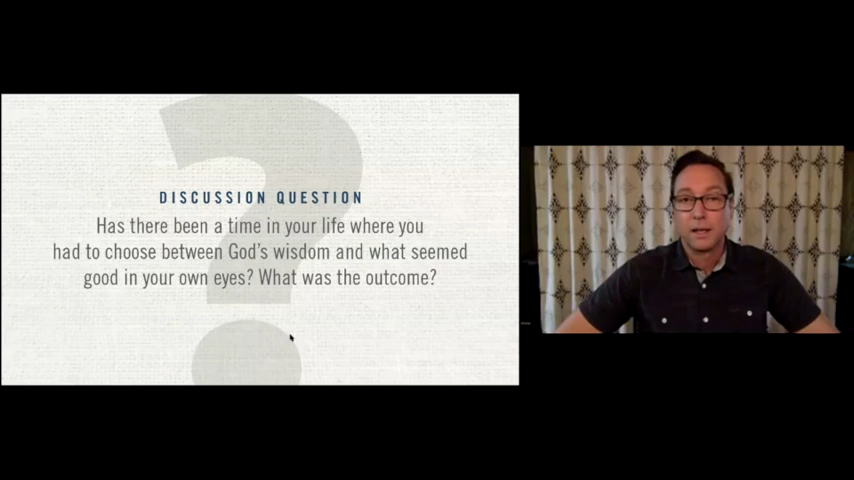 DISCUSSION QUESTION
Has there been a time in your life where you
had to choose between God's wisdom and what seemed
good in your own eyes? What was the outcome?